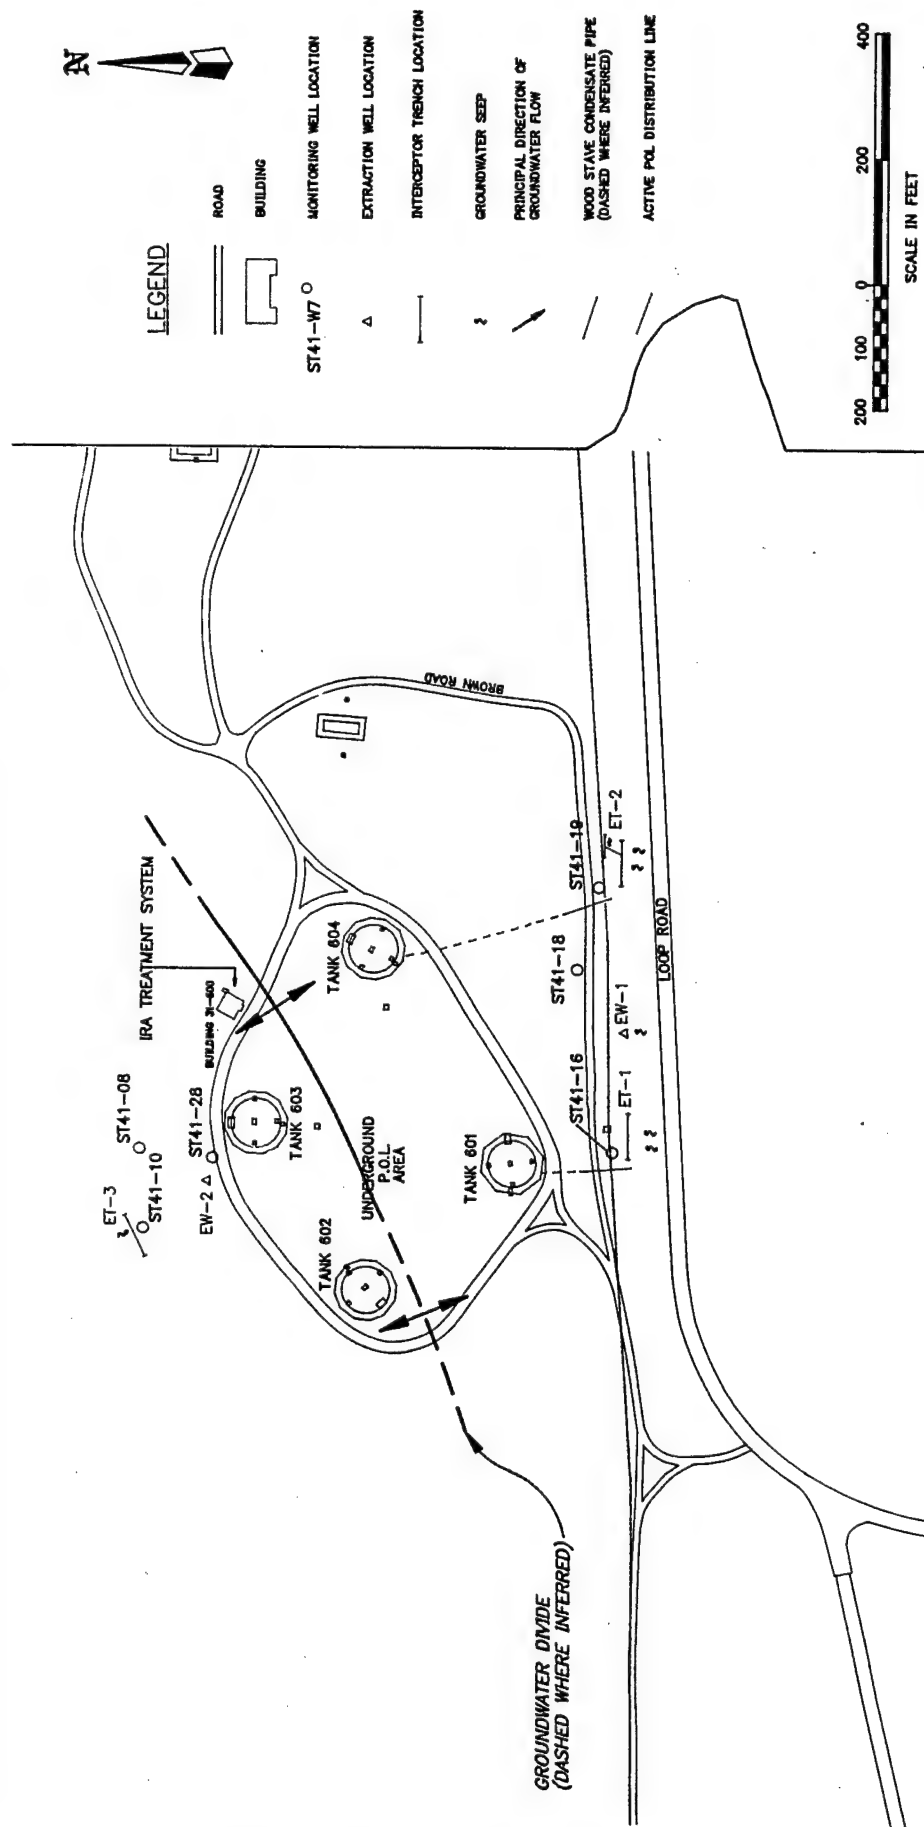 N
LEGEND
ROAD
BUILDING
ST41-W7
MONITORING WELL LOCATION
EXTRACTION WELL LOCATION
INTERCEPTOR TRENCH LOCATION
GROUNDWATER SEEP
PRINCIPAL DIRECTION OF
GROUNDWATER FLOW
WOOD STAVE CONDENSATE PIPE
(DASHED WHERE INFERRED)
ACTIVE POL DISTRIBUTION LINE
200
100
0
200
400
SCALE IN FEET
IRA TREATMENT SYSTEM
BUILDING 31-600
ST41-08
ST41-10
ET-3
ST41-28
EW-2
TANK 603
TANK 604
TANK 602
TANK 601
UNDERGROUND
P.O.L.
AREA
BROWN ROAD
ST41-19
ET-2
ST41-18
EW-1
ST41-16
ET-1
LOOP ROAD
GROUNDWATER DIVIDE
(DASHED WHERE INFERRED)